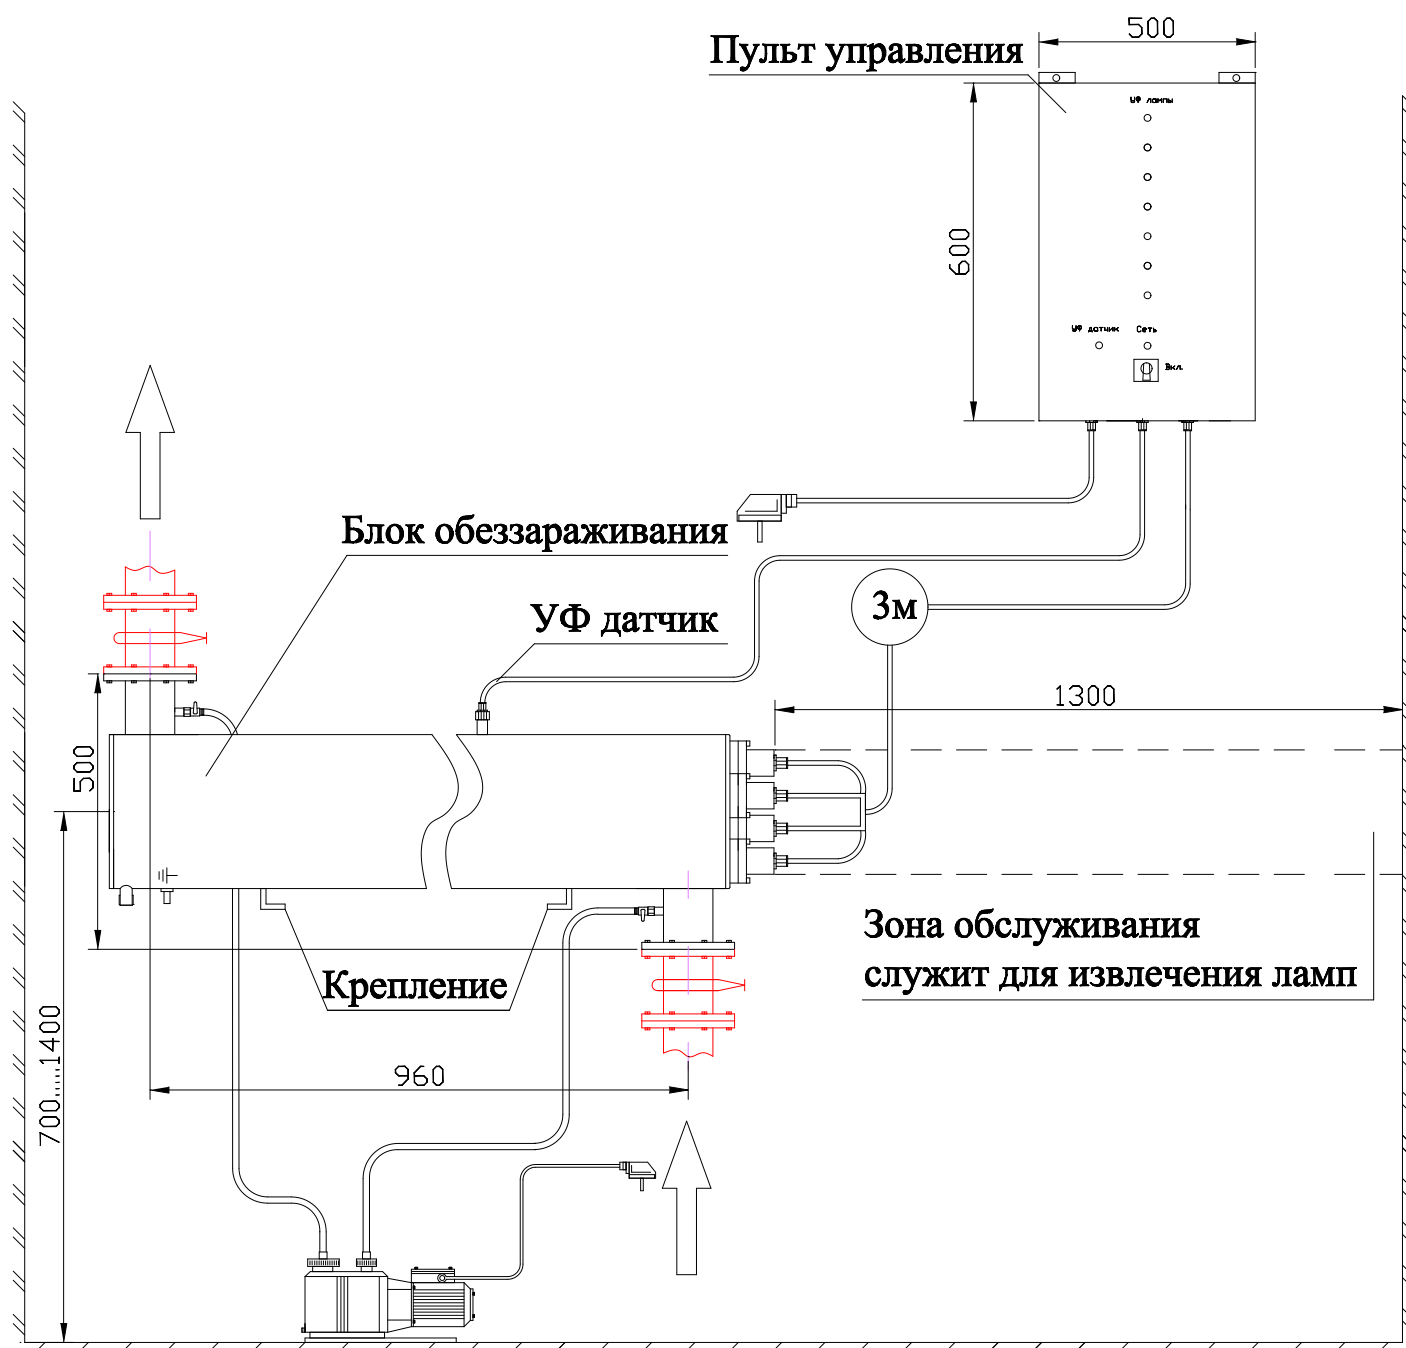 500
Пульт управления
УФ лампы
600
УФ датчик
Сеть
Вкл.
Блок обеззараживания
3м
УФ датчик
1300
500
Зона обслуживания
служит для извлечения ламп
Крепление
700.....1400
960